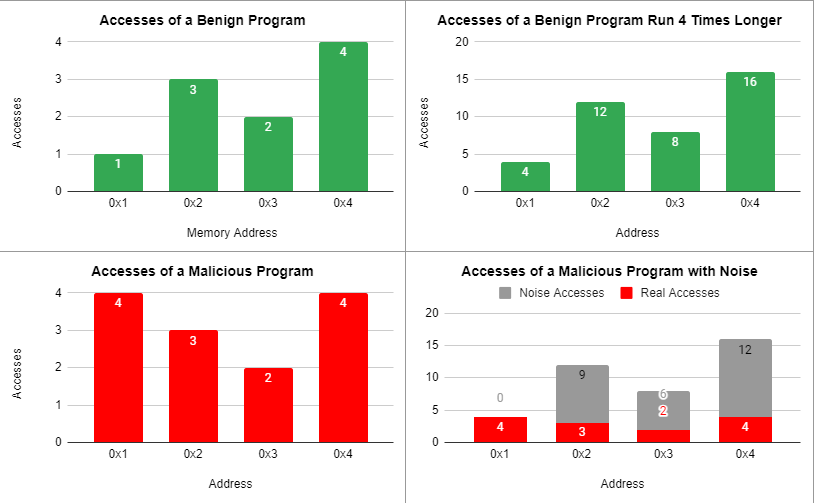 Accesses of a Benign Program
Accesses
4
3
2
1
0
1
3
2
4
0x1
0x2
0x3
0x4
Memory Address
Accesses of a Benign Program Run 4 Times Longer
Accesses
20
15
10
5
0
4
12
8
16
0x1
0x2
0x3
0x4
Address
Accesses of a Malicious Program
Accesses
4
3
2
1
0
4
3
2
4
0x1
0x2
0x3
0x4
Address
Accesses of a Malicious Program with Noise
Noise Accesses
Real Accesses
20
15
10
5
0
0
9
6
12
4
3
2
4
0x1
0x2
0x3
0x4
Address